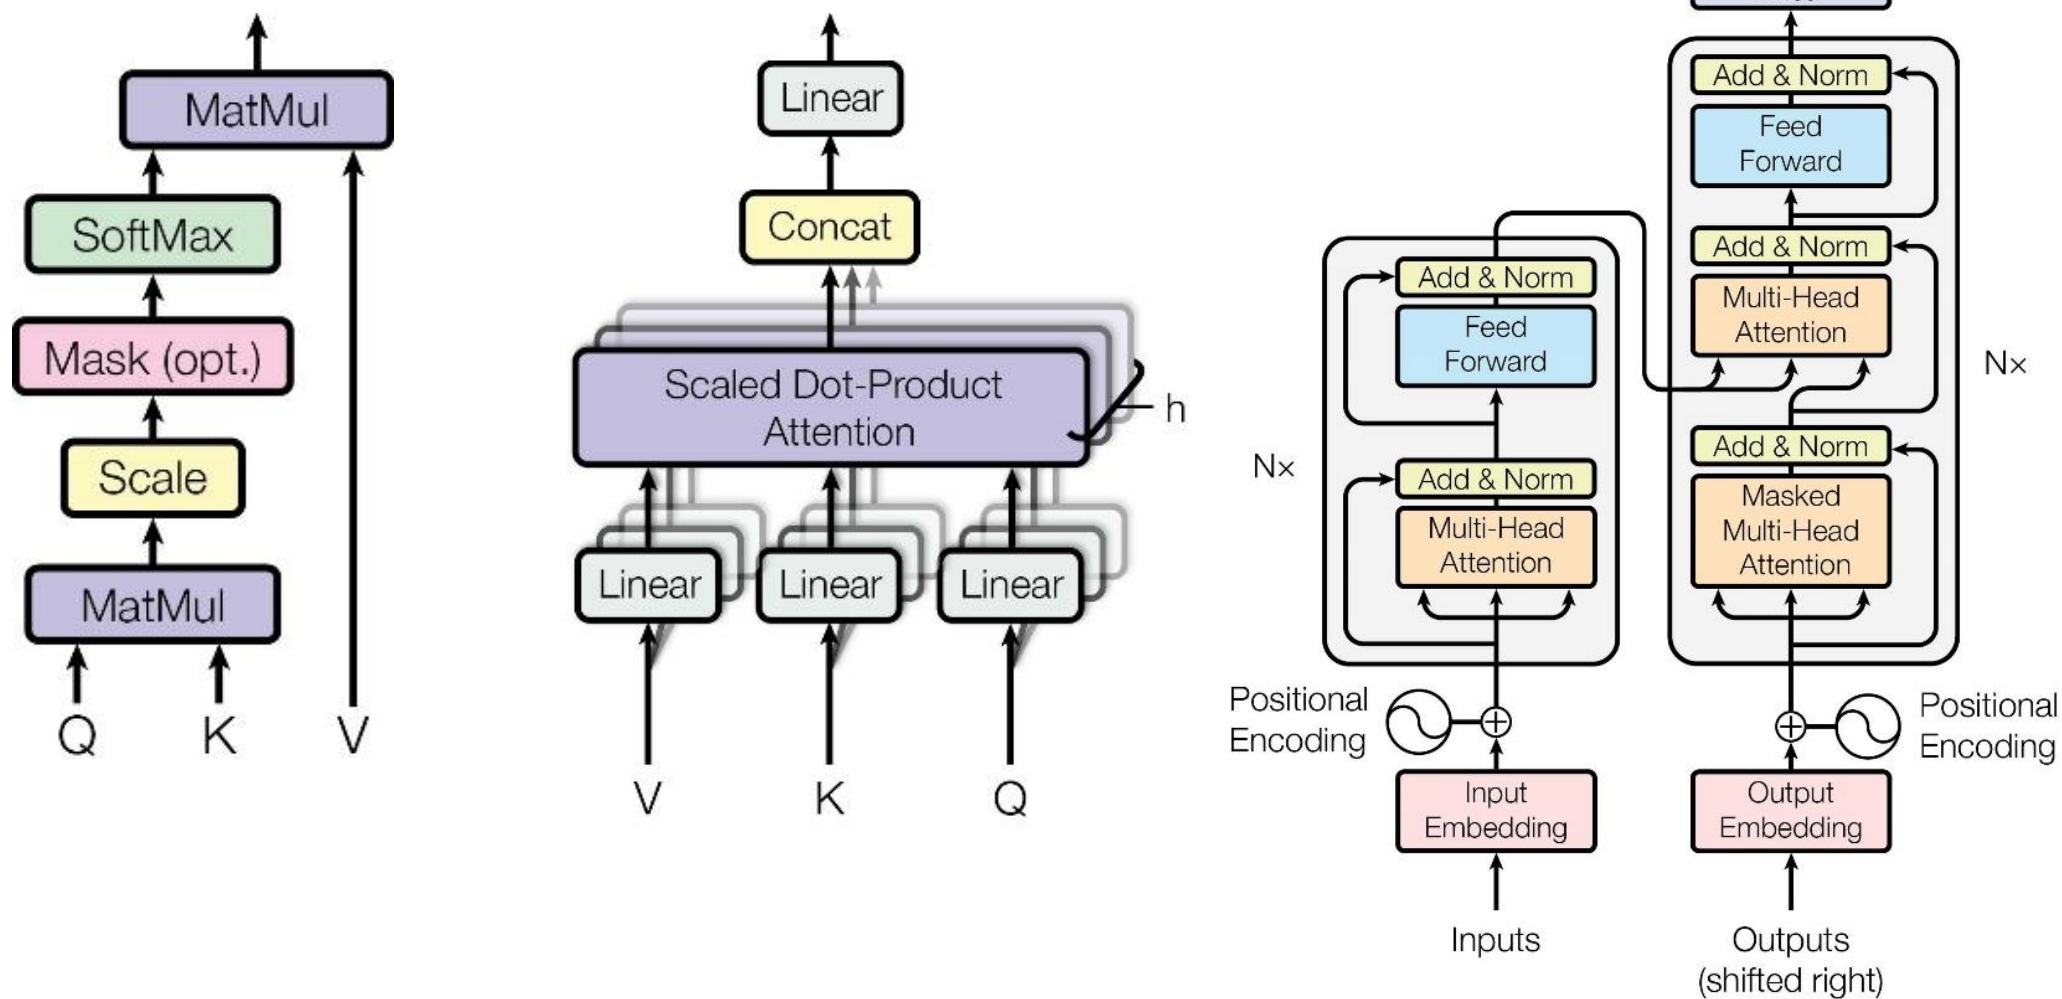 MatMul
SoftMax
Mask (opt.)
Scale
MatMul
Q K V
Linear
Concat
Scaled Dot-Product
Attention
h
Linear Linear Linear
V K Q
Add & Norm
Feed
Forward
Add & Norm
Multi-Head
Attention
Nx
Positional
Encoding
Input
Embedding
Inputs
Add & Norm
Feed
Forward
Add & Norm
Multi-Head
Attention
Nx
Add & Norm
Masked
Multi-Head
Attention
Positional
Encoding
Output
Embedding
Outputs
(shifted right)